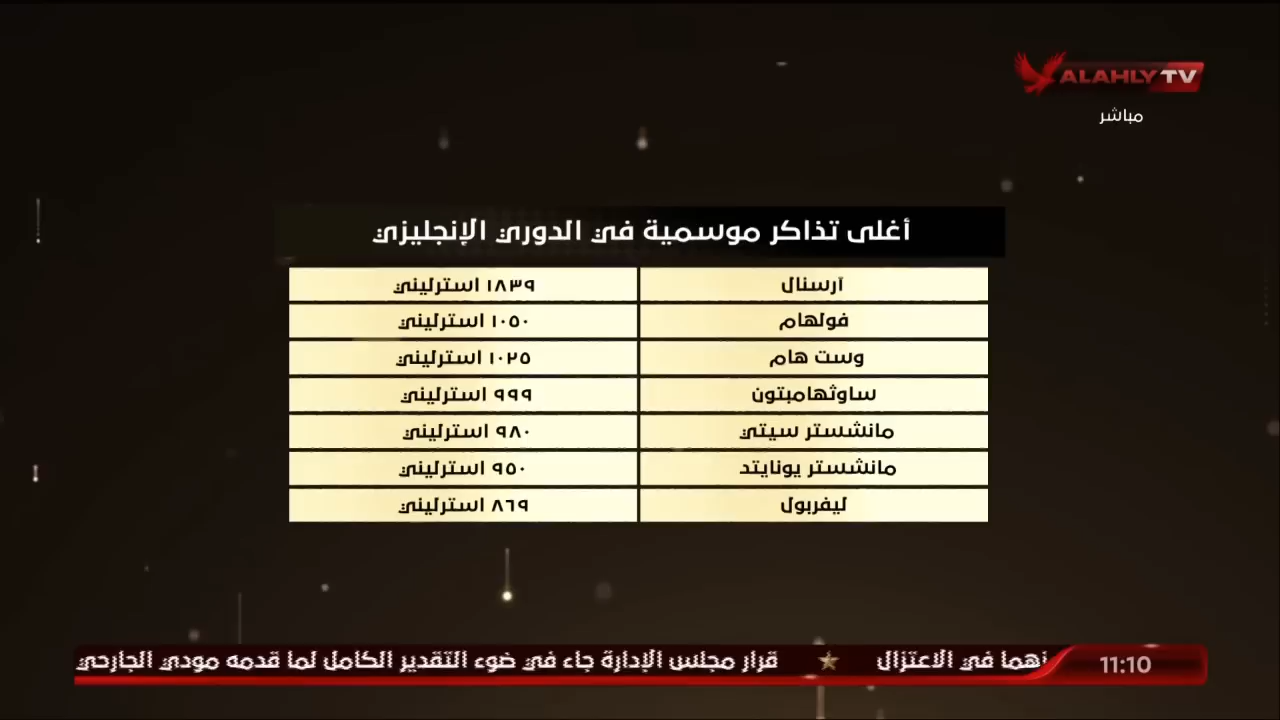 ALAHLY TV
مباشر
أغلى تذاكر موسمية في الدوري الإنجليزي
آرسنال ١٨٣٩ استرليني
فولهام ١٠٥٠ استرليني
وست هام ١٠٢٥ استرليني
ساوثهامبتون ٩٩٩ استرليني
مانشستر سيتي ٩٨٠ استرليني
مانشستر يونايتد ٩٥٠ استرليني
ليفربول ٨٦٩ استرليني
11:10 في الاعتزال ★ قرار مجلس الإدارة جاء في ضوء التقدير الكامل لما قدمه مودي الجارحي